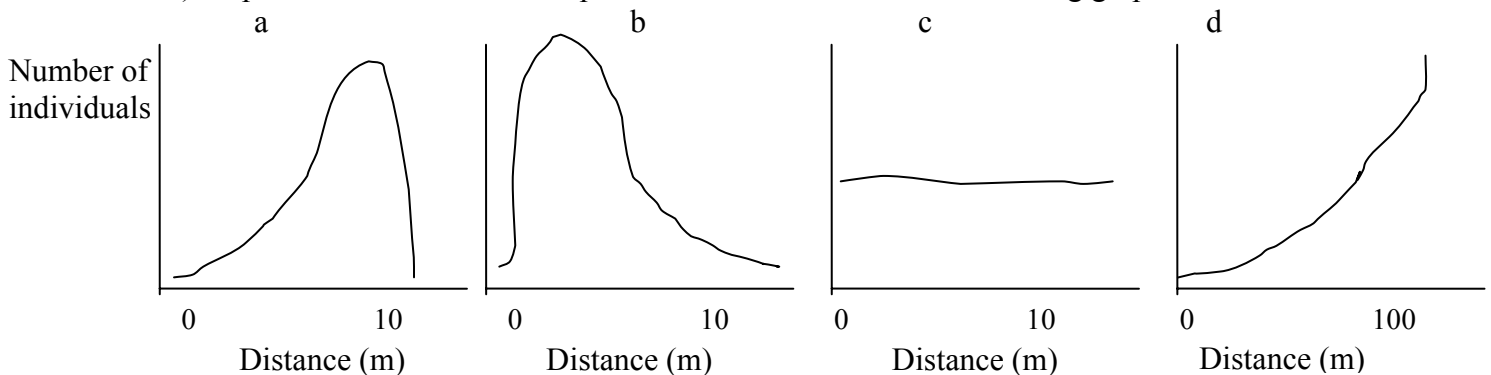 a b c d
Number of
individuals
0 10 0 10 0 10 0 100
Distance (m) Distance (m) Distance (m) Distance (m)